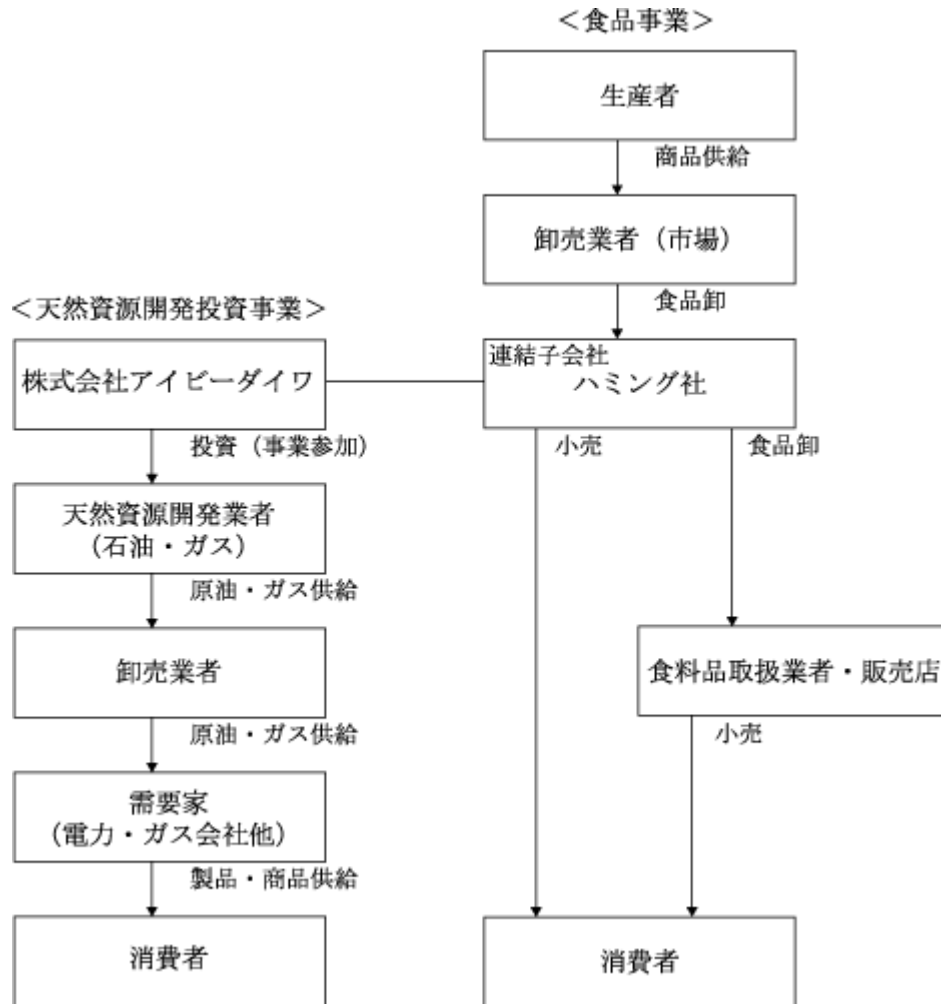 ＜食品事業＞
生産者
商品供給
卸売業者（市場）
食品卸
＜天然資源開発投資事業＞
株式会社アイビーダイワ
連結子会社
ハミング社
投資（事業参加）
小売
食品卸
天然資源開発業者
（石油・ガス）
原油・ガス供給
卸売業者
食料品取扱業者・販売店
原油・ガス供給
小売
需要家
（電力・ガス会社他）
製品・商品供給
消費者
消費者